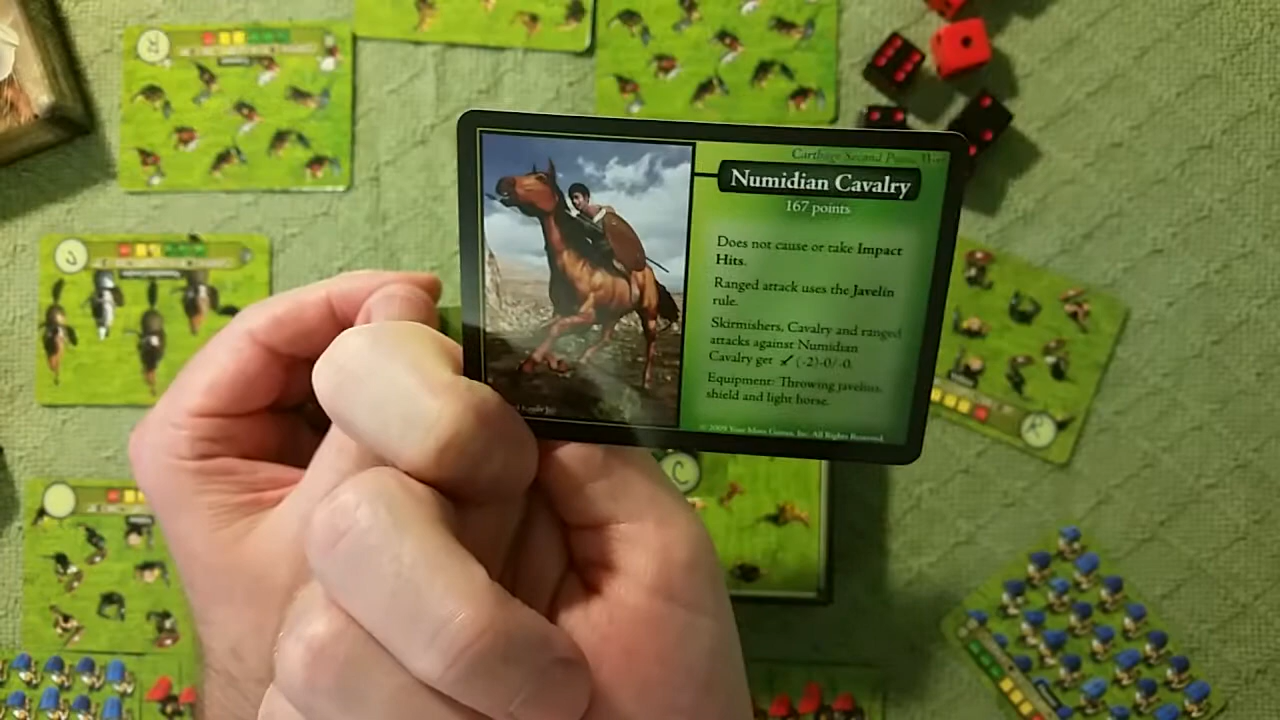 Carthage Second Punic War
Numidian Cavalry
167 points
Does not cause or take Impact
Hits.
Ranged attack uses the Javelin
rule.
Skirmishers, Cavalry and ranged
attacks against Numidian
Cavalry get (-2)-0/-0.
Equipment: Throwing javelins,
shield and light horse.
© 2009 Your Move Games, Inc. All Rights Reserved.
R
C
C
R